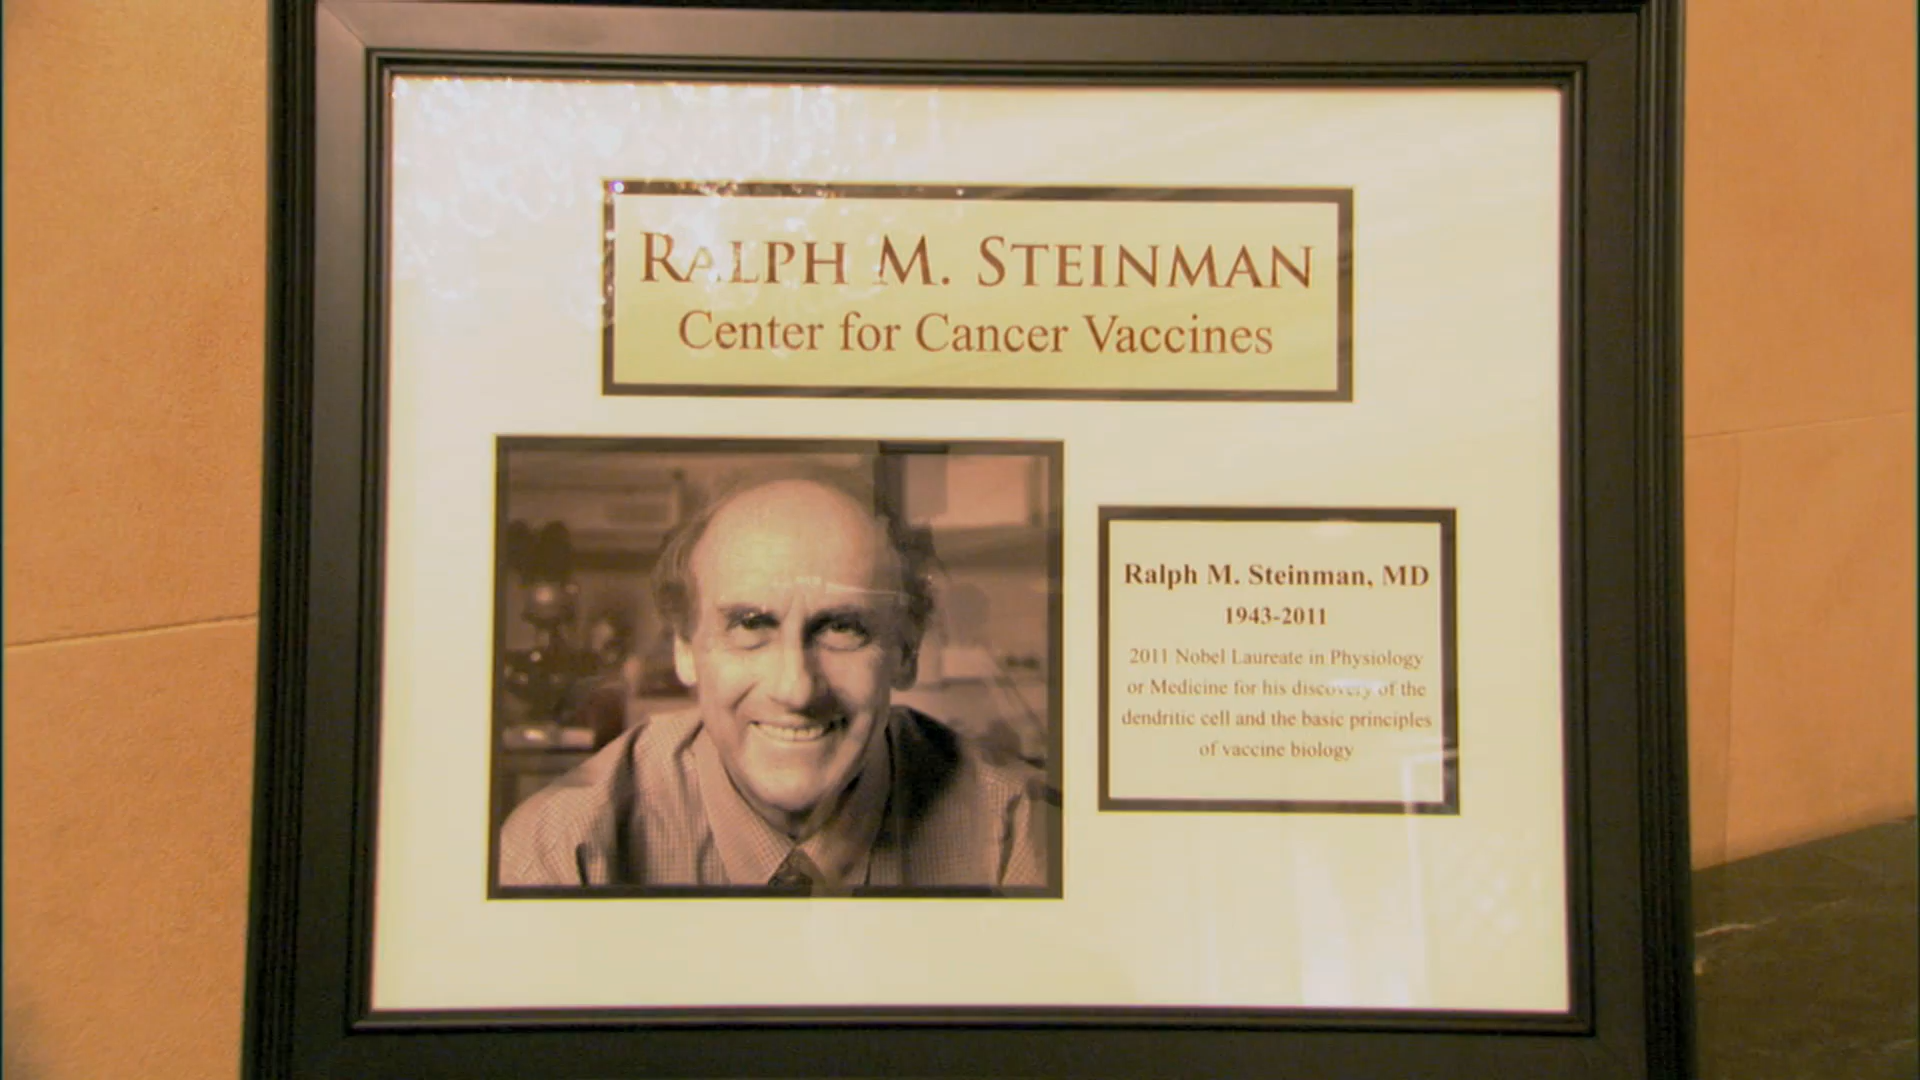 RALPH M. STEINMAN
Center for Cancer Vaccines
Ralph M. Steinman, MD
1943-2011
2011 Nobel Laureate in Physiology
or Medicine for his discovery of the
dendritic cell and the basic principles
of vaccine biology